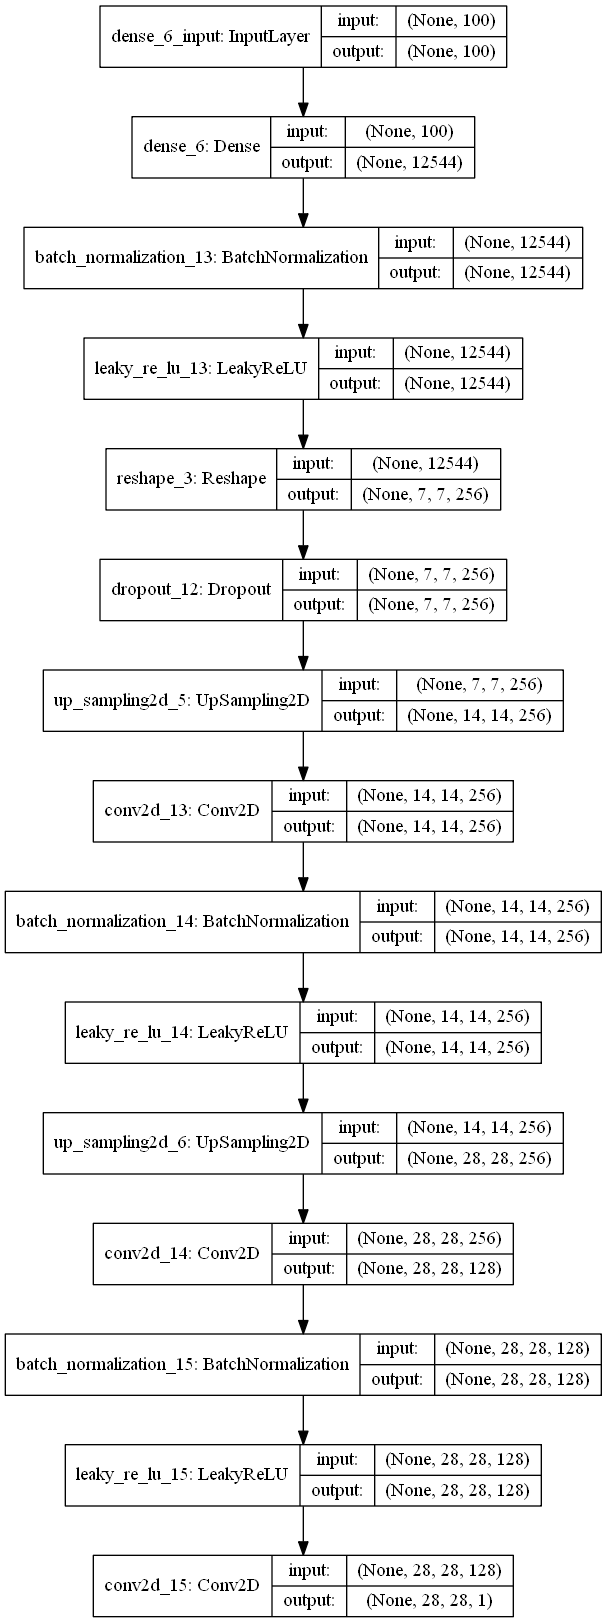 dense_6_input: InputLayer
input: (None, 100)
output: (None, 100)
dense_6: Dense
input: (None, 100)
output: (None, 12544)
batch_normalization_13: BatchNormalization
input: (None, 12544)
output: (None, 12544)
leaky_re_lu_13: LeakyReLU
input: (None, 12544)
output: (None, 12544)
reshape_3: Reshape
input: (None, 12544)
output: (None, 7, 7, 256)
dropout_12: Dropout
input: (None, 7, 7, 256)
output: (None, 7, 7, 256)
up_sampling2d_5: UpSampling2D
input: (None, 7, 7, 256)
output: (None, 14, 14, 256)
conv2d_13: Conv2D
input: (None, 14, 14, 256)
output: (None, 14, 14, 256)
batch_normalization_14: BatchNormalization
input: (None, 14, 14, 256)
output: (None, 14, 14, 256)
leaky_re_lu_14: LeakyReLU
input: (None, 14, 14, 256)
output: (None, 14, 14, 256)
up_sampling2d_6: UpSampling2D
input: (None, 14, 14, 256)
output: (None, 28, 28, 256)
conv2d_14: Conv2D
input: (None, 28, 28, 256)
output: (None, 28, 28, 128)
batch_normalization_15: BatchNormalization
input: (None, 28, 28, 128)
output: (None, 28, 28, 128)
leaky_re_lu_15: LeakyReLU
input: (None, 28, 28, 128)
output: (None, 28, 28, 128)
conv2d_15: Conv2D
input: (None, 28, 28, 128)
output: (None, 28, 28, 1)